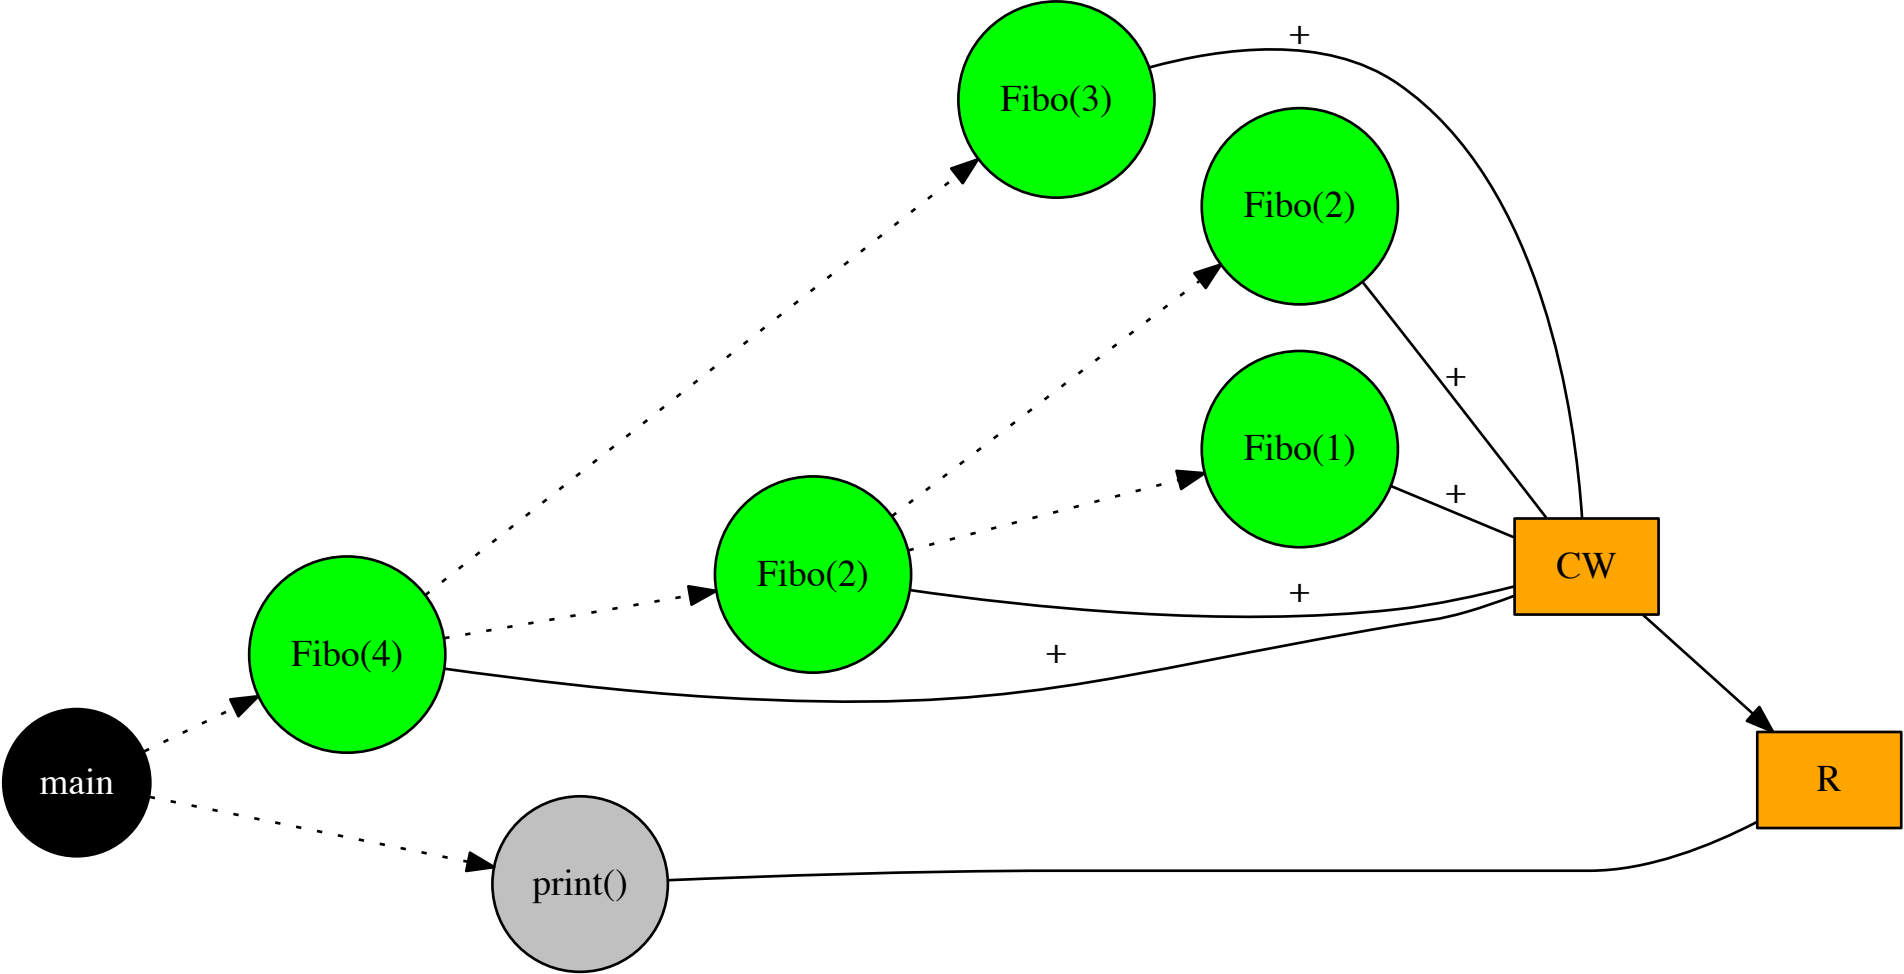 +
Fibo(3)
Fibo(2)
+
Fibo(1)
+
CW
Fibo(2)
+
Fibo(4)
+
main
R
print()